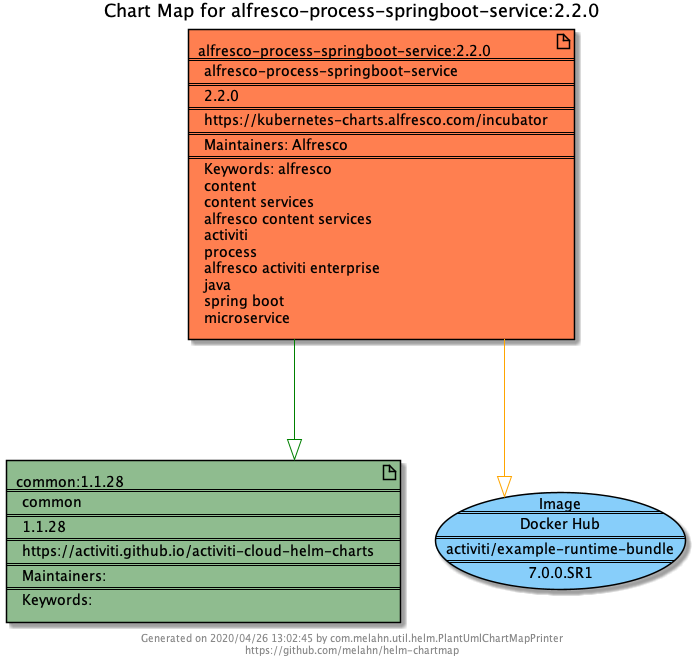 Chart Map for alfresco-process-springboot-service:2.2.0
alfresco-process-springboot-service:2.2.0
alfresco-process-springboot-service
2.2.0
https://kubernetes-charts.alfresco.com/incubator
Maintainers: Alfresco
Keywords: alfresco
content
content services
alfresco content services
activiti
process
alfresco activiti enterprise
java
spring boot
microservice
common:1.1.28
common
1.1.28
https://activiti.github.io/activiti-cloud-helm-charts
Maintainers:
Keywords:
Image
Docker Hub
activiti/example-runtime-bundle
7.0.0.SR1
Generated on 2020/04/26 13:02:45 by com.melahn.util.helm.PlantUmlChartMapPrinter
https://github.com/melahn/helm-chartmap